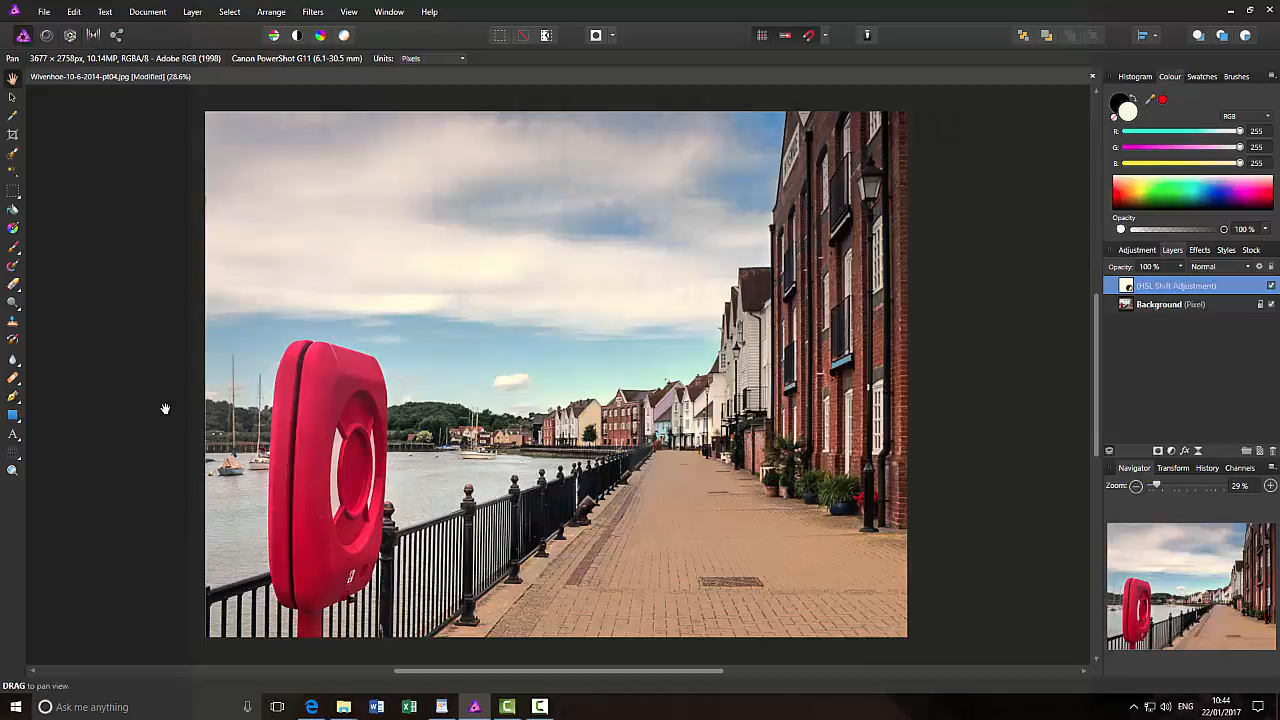 File Edit Text Document Layer Select Arrange Filters View Window Help
Pan 3677 × 2758px, 10.14MP, RGBA/8 - Adobe RGB (1998) Canon PowerShot G11 (6.1-30.5 mm) Units: Pixels
Wivenhoe-10-6-2014-pt04.jpg [Modified] (28.6%)
Histogram Colour Swatches Brushes
RGB
R: 255
G: 255
B: 255
Opacity
100 %
Adjustment Layers Effects Styles Stock
Opacity: 100 % Normal
(HSL Shift Adjustment)
Background (Pixel)
Navigator Transform History Channels
Zoom: 29 %
DRAG to pan view.
Ask me anything
ENG
10:44
22/01/2017